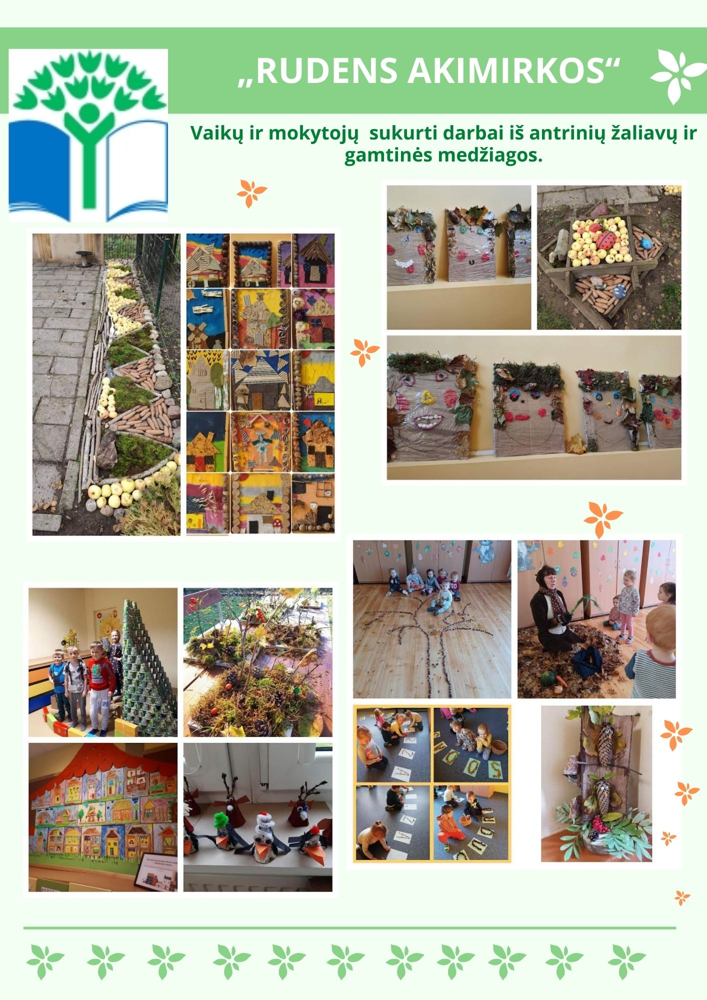 „RUDENS AKIMIRKOS“
Vaikų ir mokytojų sukurti darbai iš antrinių žaliavų ir
gamtinės medžiagos.